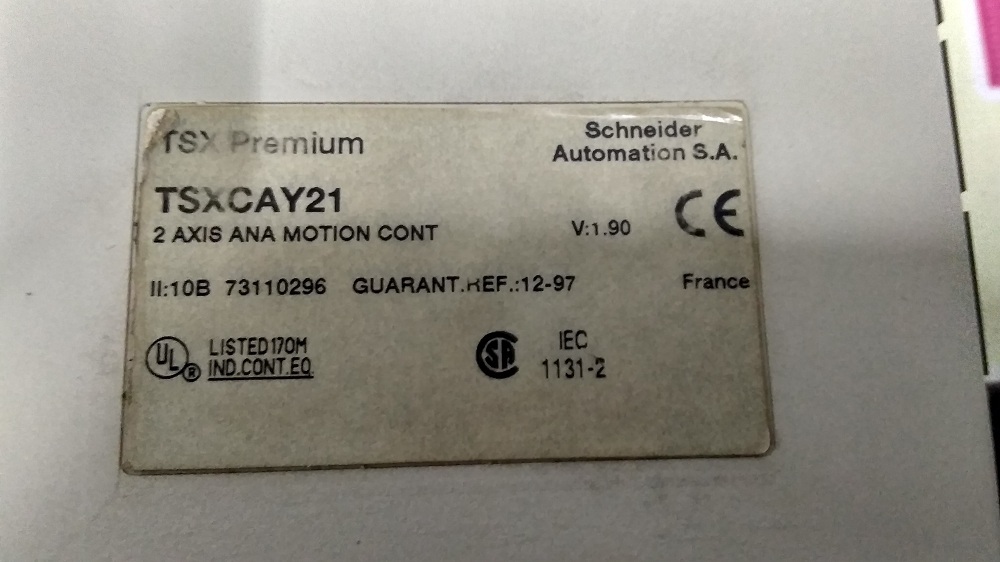 TSX Premium
Schneider
Automation S.A.
TSXCAY21
2 AXIS ANA MOTION CONT V:1.90 CE
II:10B 73110296 GUARANT.REF.:12-97 France
UL ® LISTED 170M
IND.CONT.EQ.
SA IEC
1131-2